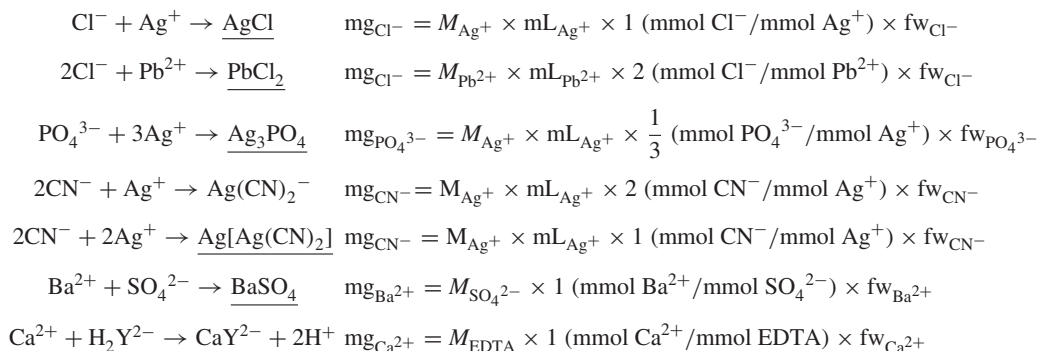 Cl⁻ + Ag⁺ → AgCl mg_Cl⁻ = M_Ag⁺ × mL_Ag⁺ × 1 (mmol Cl⁻/mmol Ag⁺) × fw_Cl⁻
2Cl⁻ + Pb²⁺ → PbCl₂ mg_Cl⁻ = M_Pb²⁺ × mL_Pb²⁺ × 2 (mmol Cl⁻/mmol Pb²⁺) × fw_Cl⁻
PO₄³⁻ + 3Ag⁺ → Ag₃PO₄ mg_PO₄³⁻ = M_Ag⁺ × mL_Ag⁺ × 1/3 (mmol PO₄³⁻/mmol Ag⁺) × fw_PO₄³⁻
2CN⁻ + Ag⁺ → Ag(CN)₂⁻ mg_CN⁻ = M_Ag⁺ × mL_Ag⁺ × 2 (mmol CN⁻/mmol Ag⁺) × fw_CN⁻
2CN⁻ + 2Ag⁺ → Ag[Ag(CN)₂] mg_CN⁻ = M_Ag⁺ × mL_Ag⁺ × 1 (mmol CN⁻/mmol Ag⁺) × fw_CN⁻
Ba²⁺ + SO₄²⁻ → BaSO₄ mg_Ba²⁺ = M_SO₄²⁻ × 1 (mmol Ba²⁺/mmol SO₄²⁻) × fw_Ba²⁺
Ca²⁺ + H₂Y²⁻ → CaY²⁻ + 2H⁺ mg_Ca²⁺ = M_EDTA × 1 (mmol Ca²⁺/mmol EDTA) × fw_Ca²⁺